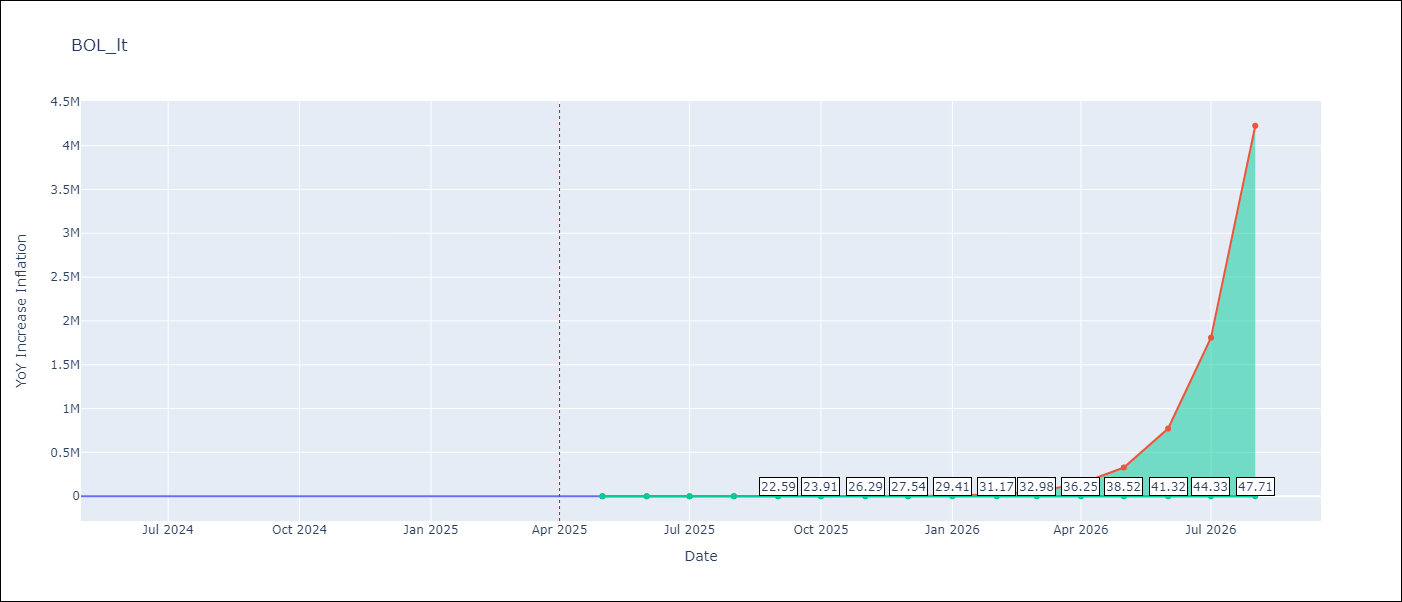 BOL_lt
YoY Increase Inflation
4.5M
4M
3.5M
3M
2.5M
2M
1.5M
1M
0.5M
0
22.59 23.91 26.29 27.54 29.41 31.17 32.98 36.25 38.52 41.32 44.33 47.71
Jul 2024 Oct 2024 Jan 2025 Apr 2025 Jul 2025 Oct 2025 Jan 2026 Apr 2026 Jul 2026
Date